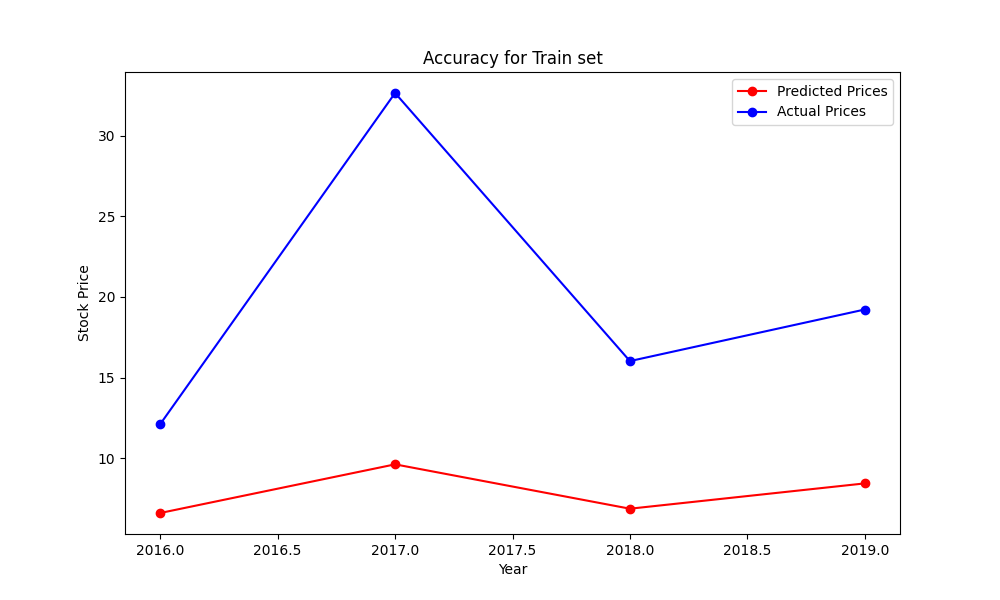 Accuracy for Train set
Predicted Prices
Actual Prices
30
25
20
15
10
Stock Price
2016.0 2016.5 2017.0 2017.5 2018.0 2018.5 2019.0
Year